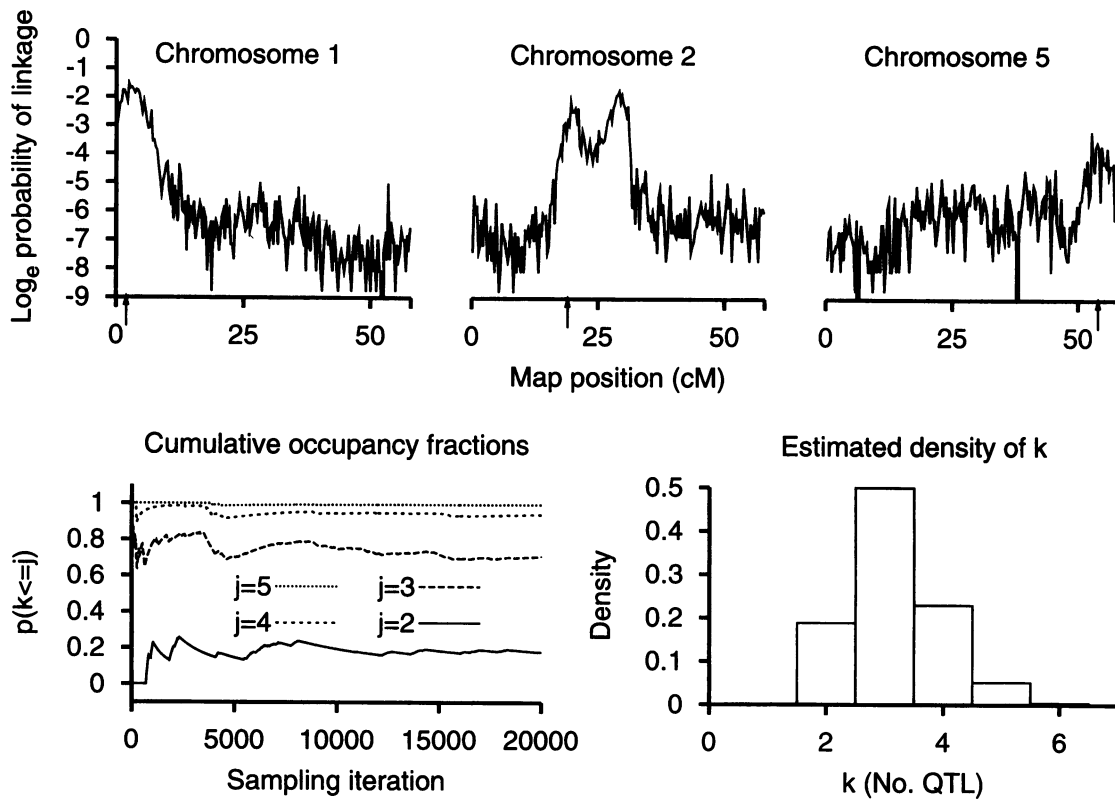 Chromosome 1
Chromosome 2
Chromosome 5
Logₑ probability of linkage
0
-1
-2
-3
-4
-5
-6
-7
-8
-9
0 25 50
0 25 50
0 25 50
Map position (cM)
Cumulative occupancy fractions
p(k<=j)
1
0.8
0.6
0.4
0.2
0
j=5 j=3
j=4 j=2
0 5000 10000 15000 20000
Sampling iteration
Estimated density of k
Density
0.5
0.4
0.3
0.2
0.1
0
0 2 4 6
k (No. QTL)